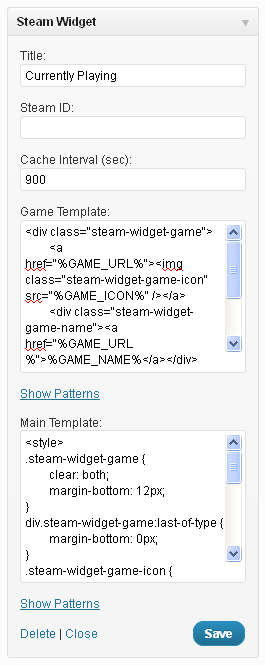 Steam Widget
Title:
Currently Playing
Steam ID:
Cache Interval (sec):
900
Game Template:
<div class="steam-widget-game">
<a
href="%GAME_URL%"><img
class="steam-widget-game-icon"
src="%GAME_ICON%" /></a>
<div class="steam-widget-
game-name"><a
href="%GAME_URL
%">%GAME_NAME%</a></div>
Show Patterns
Main Template:
<style>
.steam-widget-game {
clear: both;
margin-bottom: 12px;
}
div.steam-widget-game:last-of-type {
margin-bottom: 0px;
}
.steam-widget-game-icon {
Show Patterns
Delete | Close
Save